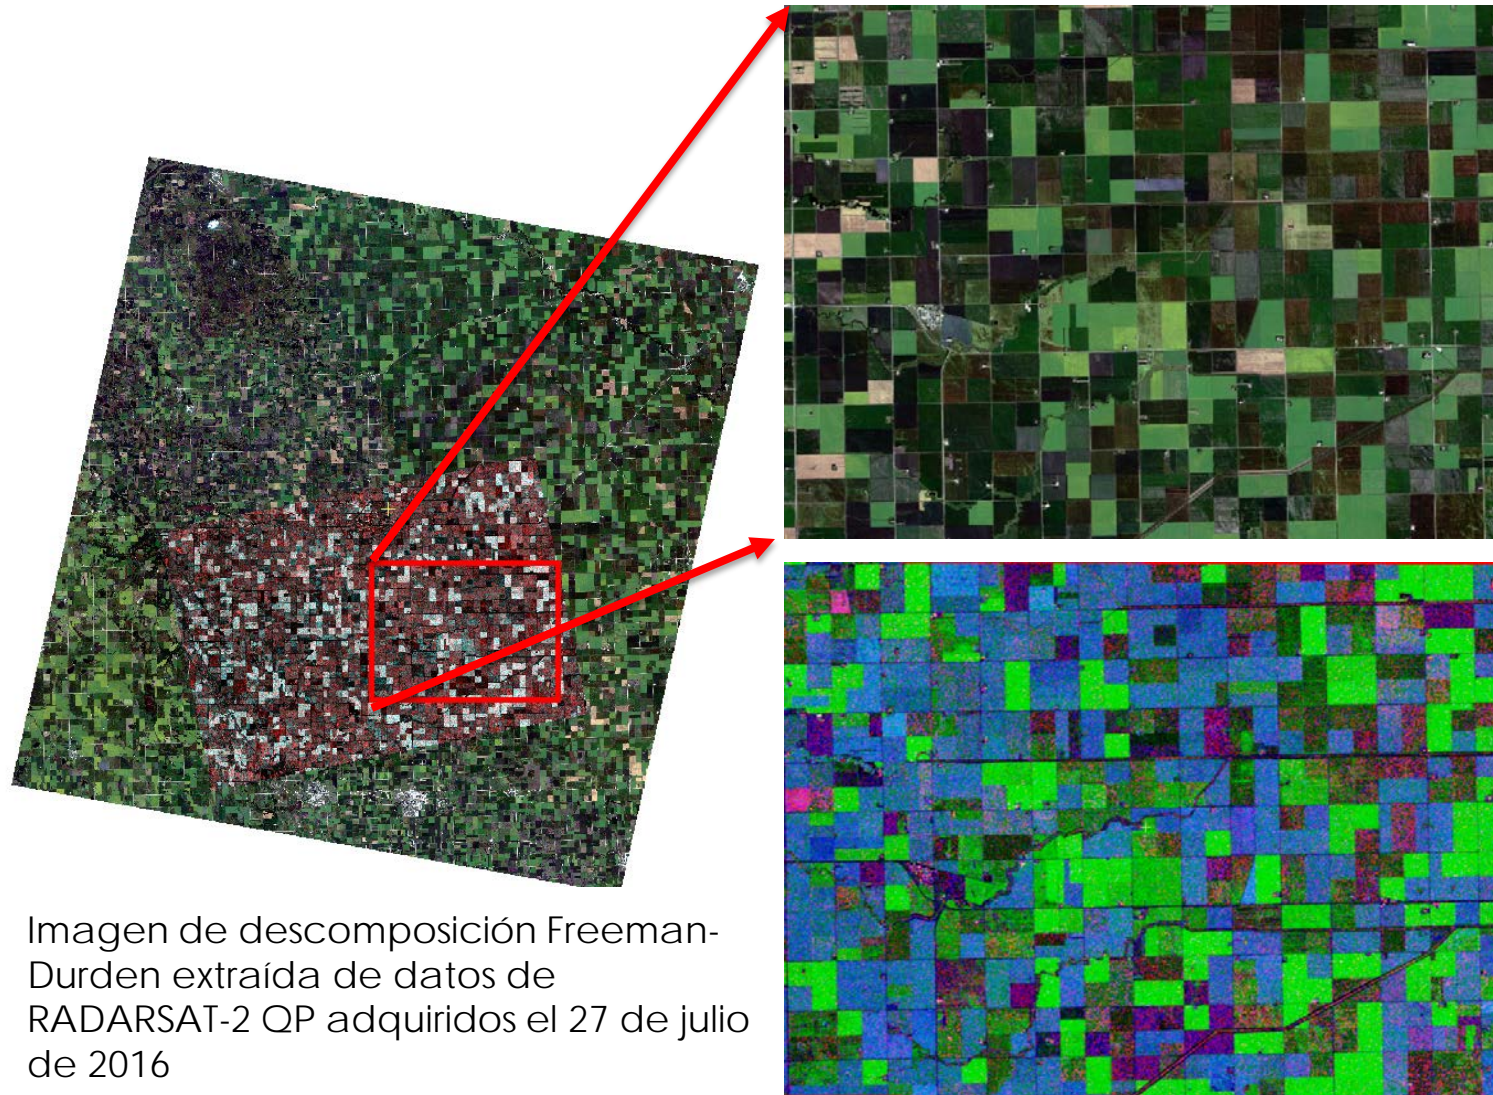 Imagen de descomposición Freeman-
Durden extraída de datos de
RADARSAT-2 QP adquiridos el 27 de julio
de 2016